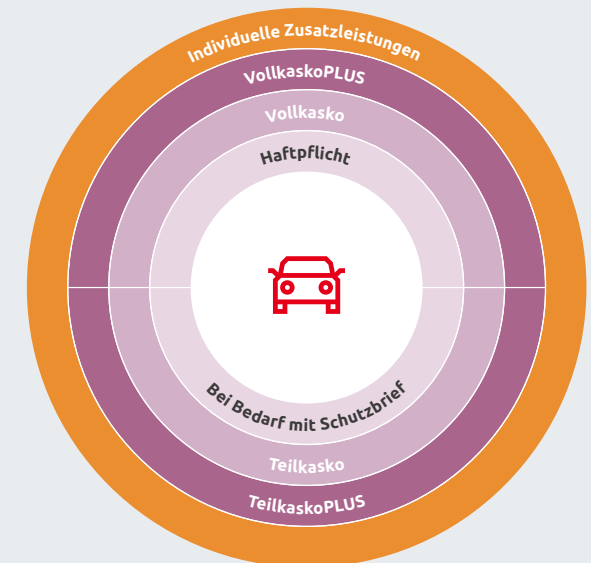 Individuelle Zusatzleistungen
VollkaskoPLUS
Vollkasko
Haftpflicht
Bei Bedarf mit Schutzbrief
Teilkasko
TeilkaskoPLUS